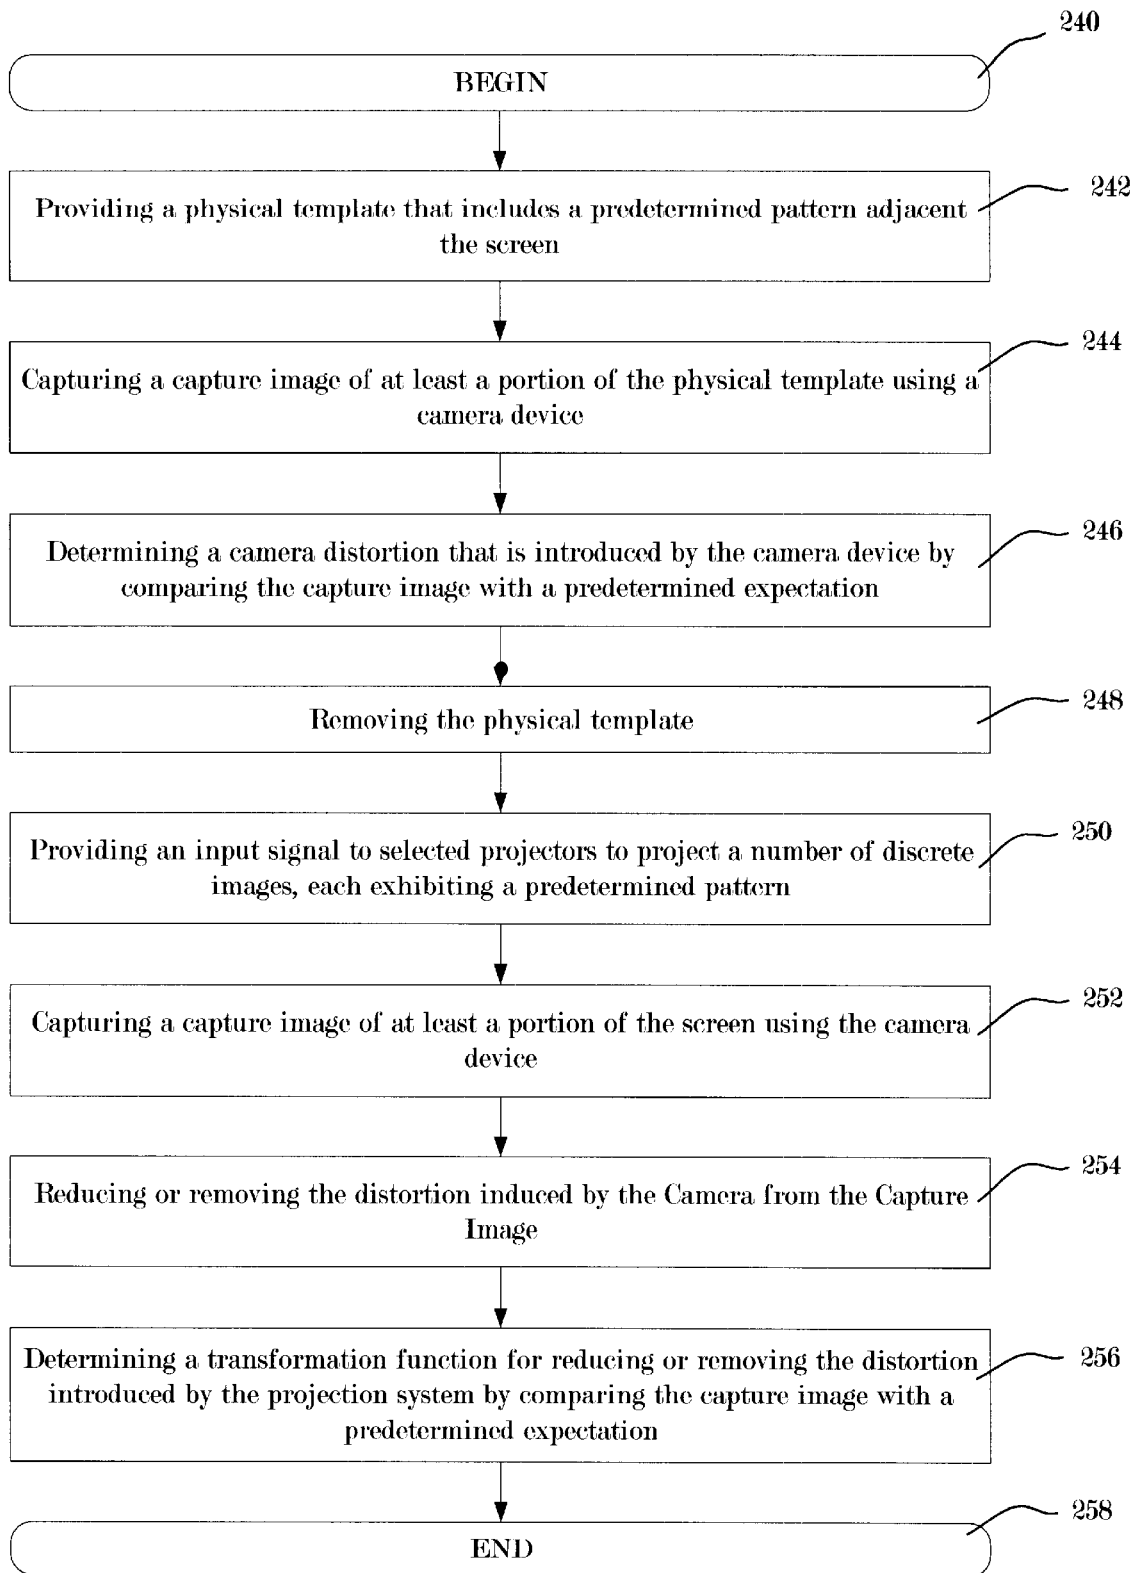 240
BEGIN
242
Providing a physical template that includes a predetermined pattern adjacent
the screen
244
Capturing a capture image of at least a portion of the physical template using a
camera device
246
Determining a camera distortion that is introduced by the camera device by
comparing the capture image with a predetermined expectation
248
Removing the physical template
250
Providing an input signal to selected projectors to project a number of discrete
images, each exhibiting a predetermined pattern
252
Capturing a capture image of at least a portion of the screen using the camera
device
254
Reducing or removing the distortion induced by the Camera from the Capture
Image
256
Determining a transformation function for reducing or removing the distortion
introduced by the projection system by comparing the capture image with a
predetermined expectation
258
END